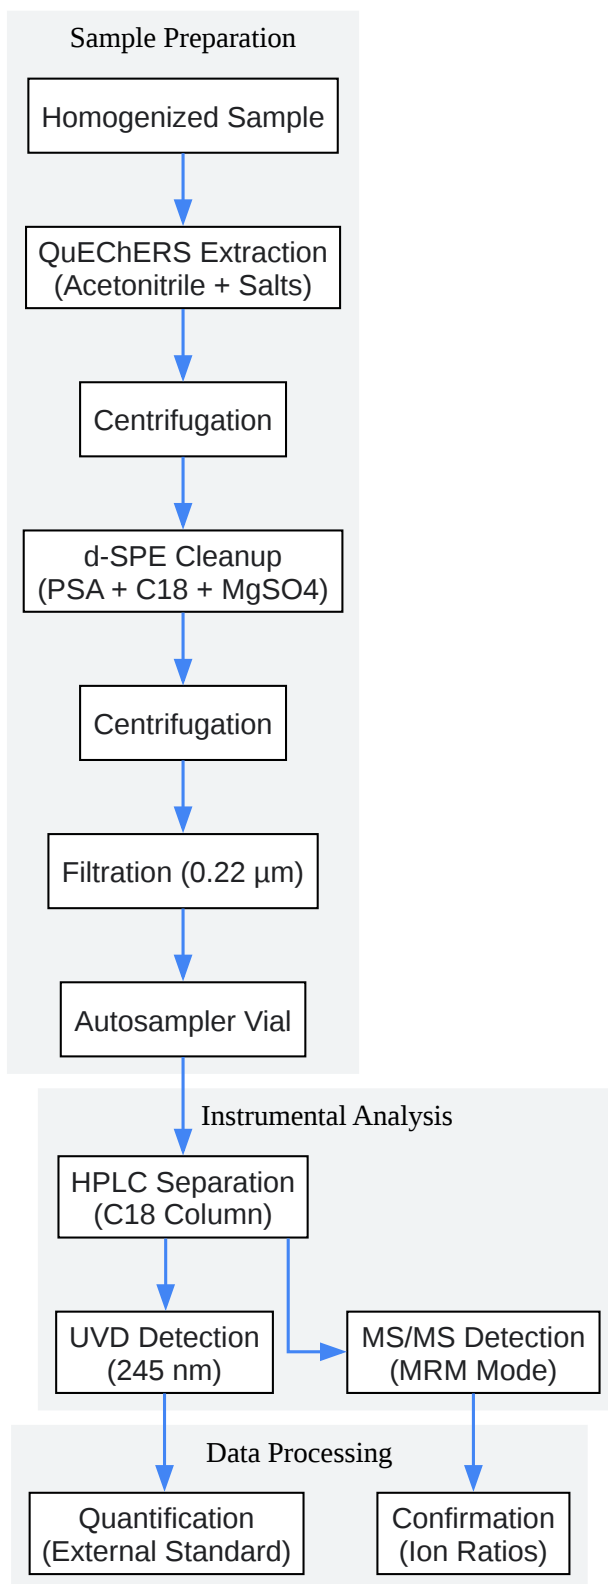 Sample Preparation
Homogenized Sample
QuEChERS Extraction
(Acetonitrile + Salts)
Centrifugation
d-SPE Cleanup
(PSA + C18 + MgSO4)
Centrifugation
Filtration (0.22 µm)
Autosampler Vial
Instrumental Analysis
HPLC Separation
(C18 Column)
UVD Detection
(245 nm)
MS/MS Detection
(MRM Mode)
Data Processing
Quantification
(External Standard)
Confirmation
(Ion Ratios)